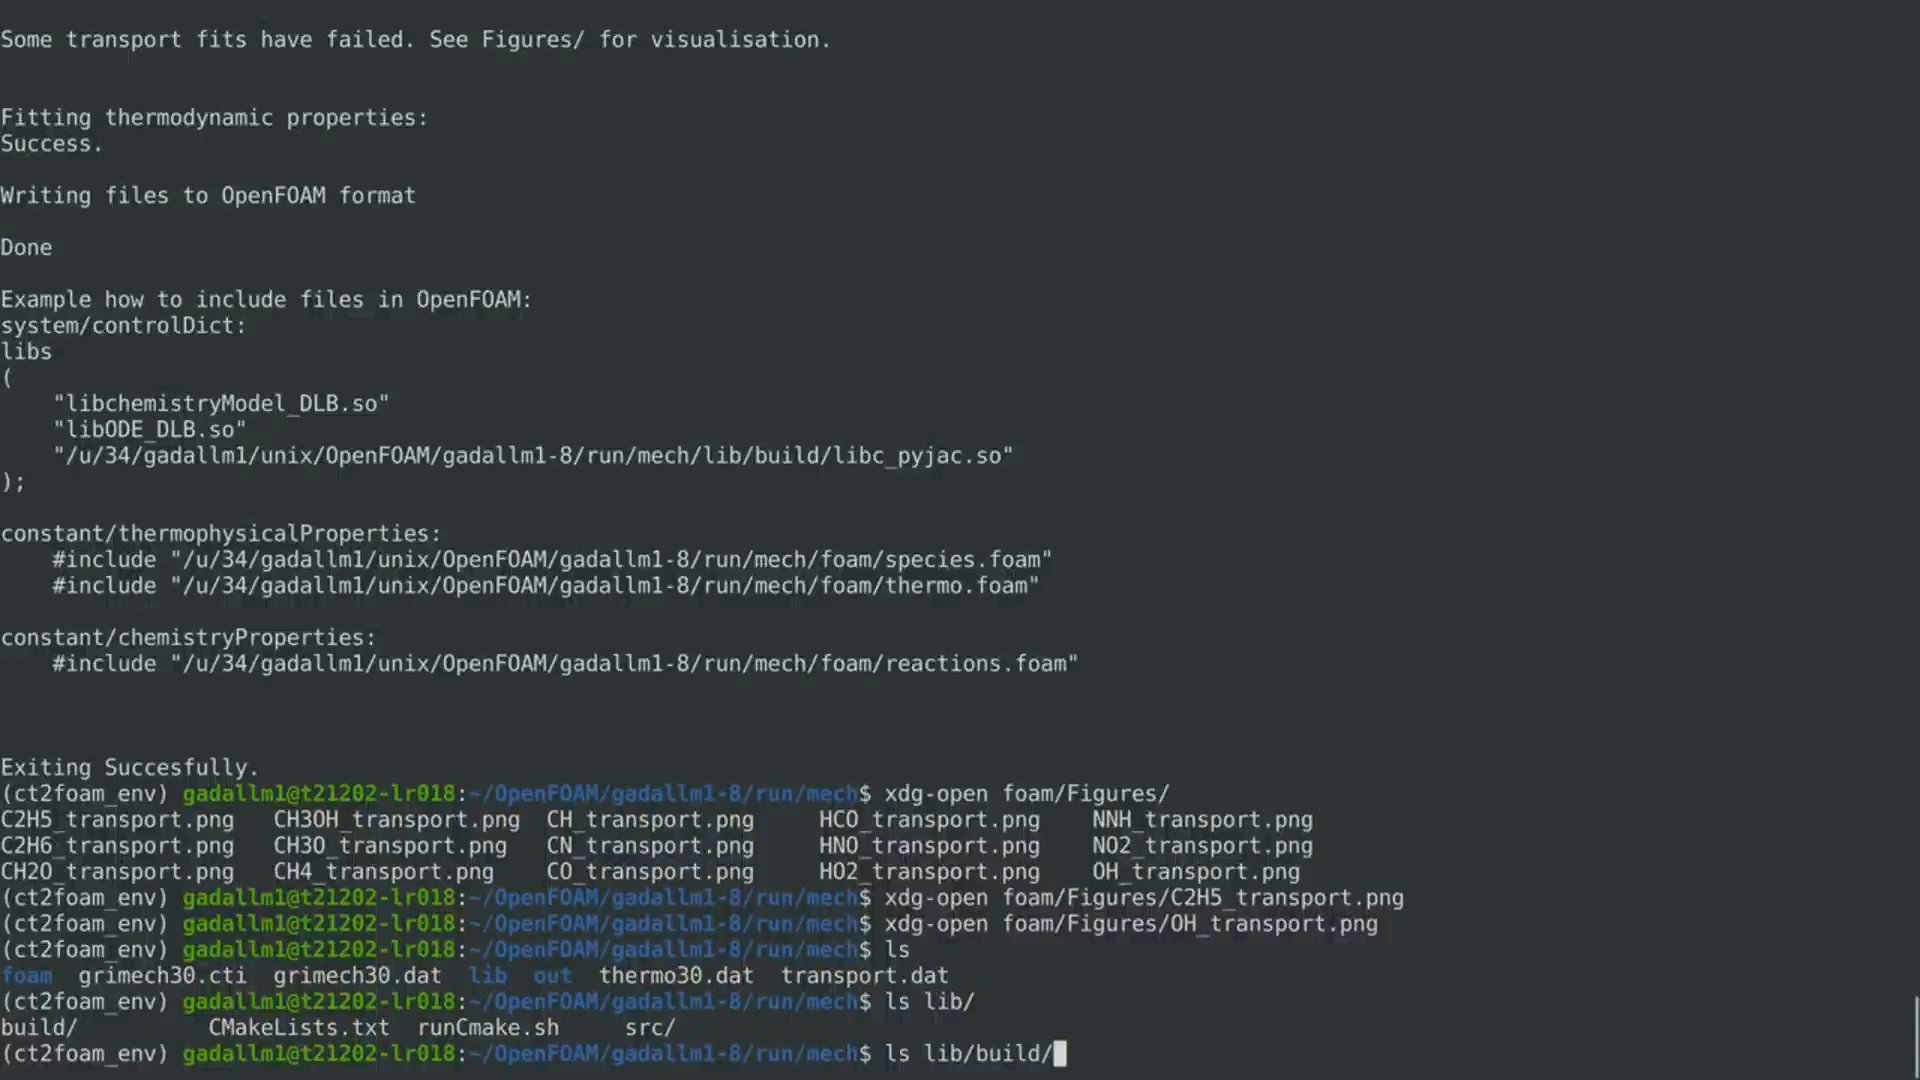 Some transport fits have failed. See Figures/ for visualisation.
Fitting thermodynamic properties:
Success.
Writing files to OpenFOAM format
Done
Example how to include files in OpenFOAM:
system/controlDict:
libs
(
    "libchemistryModel_DLB.so"
    "libODE_DLB.so"
    "/u/34/gadallm1/unix/OpenFOAM/gadallm1-8/run/mech/lib/build/libc_pyjac.so"
);
constant/thermophysicalProperties:
    #include "/u/34/gadallm1/unix/OpenFOAM/gadallm1-8/run/mech/foam/species.foam"
    #include "/u/34/gadallm1/unix/OpenFOAM/gadallm1-8/run/mech/foam/thermo.foam"
constant/chemistryProperties:
    #include "/u/34/gadallm1/unix/OpenFOAM/gadallm1-8/run/mech/foam/reactions.foam"
Exiting Succesfully.
(ct2foam_env) gadallm1@t21202-lr018:~/OpenFOAM/gadallm1-8/run/mech$ xdg-open foam/Figures/
C2H5_transport.png   CH3OH_transport.png  CH_transport.png     HCO_transport.png    NNH_transport.png
C2H6_transport.png   CH3O_transport.png   CN_transport.png     HNO_transport.png    NO2_transport.png
CH2O_transport.png   CH4_transport.png    CO_transport.png     HO2_transport.png    OH_transport.png
(ct2foam_env) gadallm1@t21202-lr018:~/OpenFOAM/gadallm1-8/run/mech$ xdg-open foam/Figures/C2H5_transport.png
(ct2foam_env) gadallm1@t21202-lr018:~/OpenFOAM/gadallm1-8/run/mech$ xdg-open foam/Figures/OH_transport.png
(ct2foam_env) gadallm1@t21202-lr018:~/OpenFOAM/gadallm1-8/run/mech$ ls
foam  grimech30.cti  grimech30.dat  lib  out  thermo30.dat  transport.dat
(ct2foam_env) gadallm1@t21202-lr018:~/OpenFOAM/gadallm1-8/run/mech$ ls lib/
build/          CMakeLists.txt  runCmake.sh     src/
(ct2foam_env) gadallm1@t21202-lr018:~/OpenFOAM/gadallm1-8/run/mech$ ls lib/build/